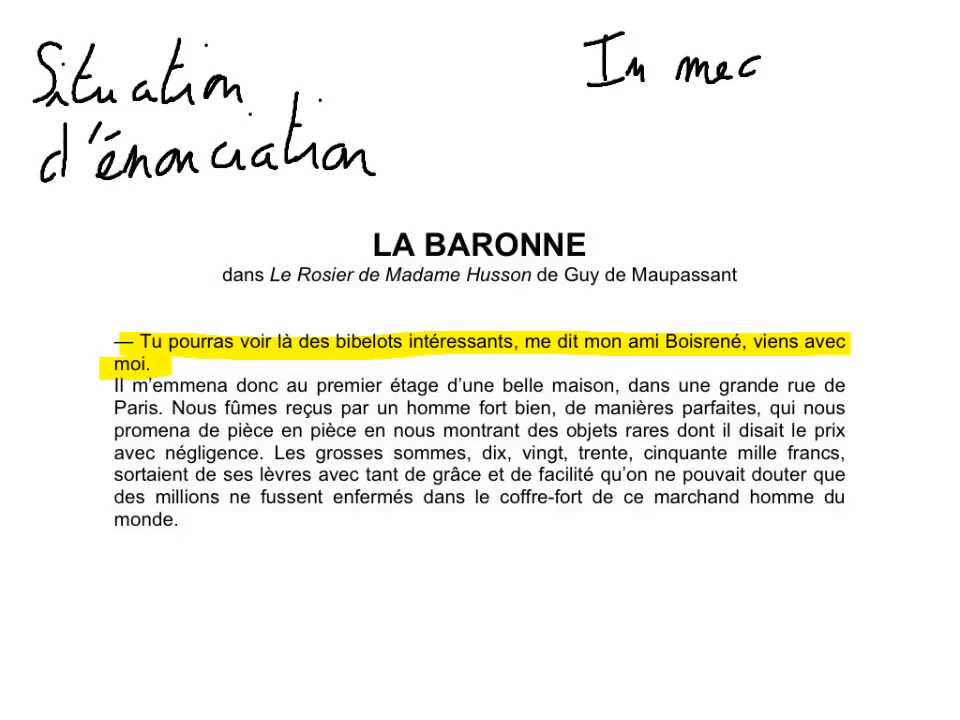 Situation
d'énonciation
In mec
LA BARONNE
dans Le Rosier de Madame Husson de Guy de Maupassant
— Tu pourras voir là des bibelots intéressants, me dit mon ami Boisrené, viens avec
moi.
Il m'emmena donc au premier étage d'une belle maison, dans une grande rue de
Paris. Nous fûmes reçus par un homme fort bien, de manières parfaites, qui nous
promena de pièce en pièce en nous montrant des objets rares dont il disait le prix
avec négligence. Les grosses sommes, dix, vingt, trente, cinquante mille francs,
sortaient de ses lèvres avec tant de grâce et de facilité qu'on ne pouvait douter que
des millions ne fussent enfermés dans le coffre-fort de ce marchand homme du
monde.